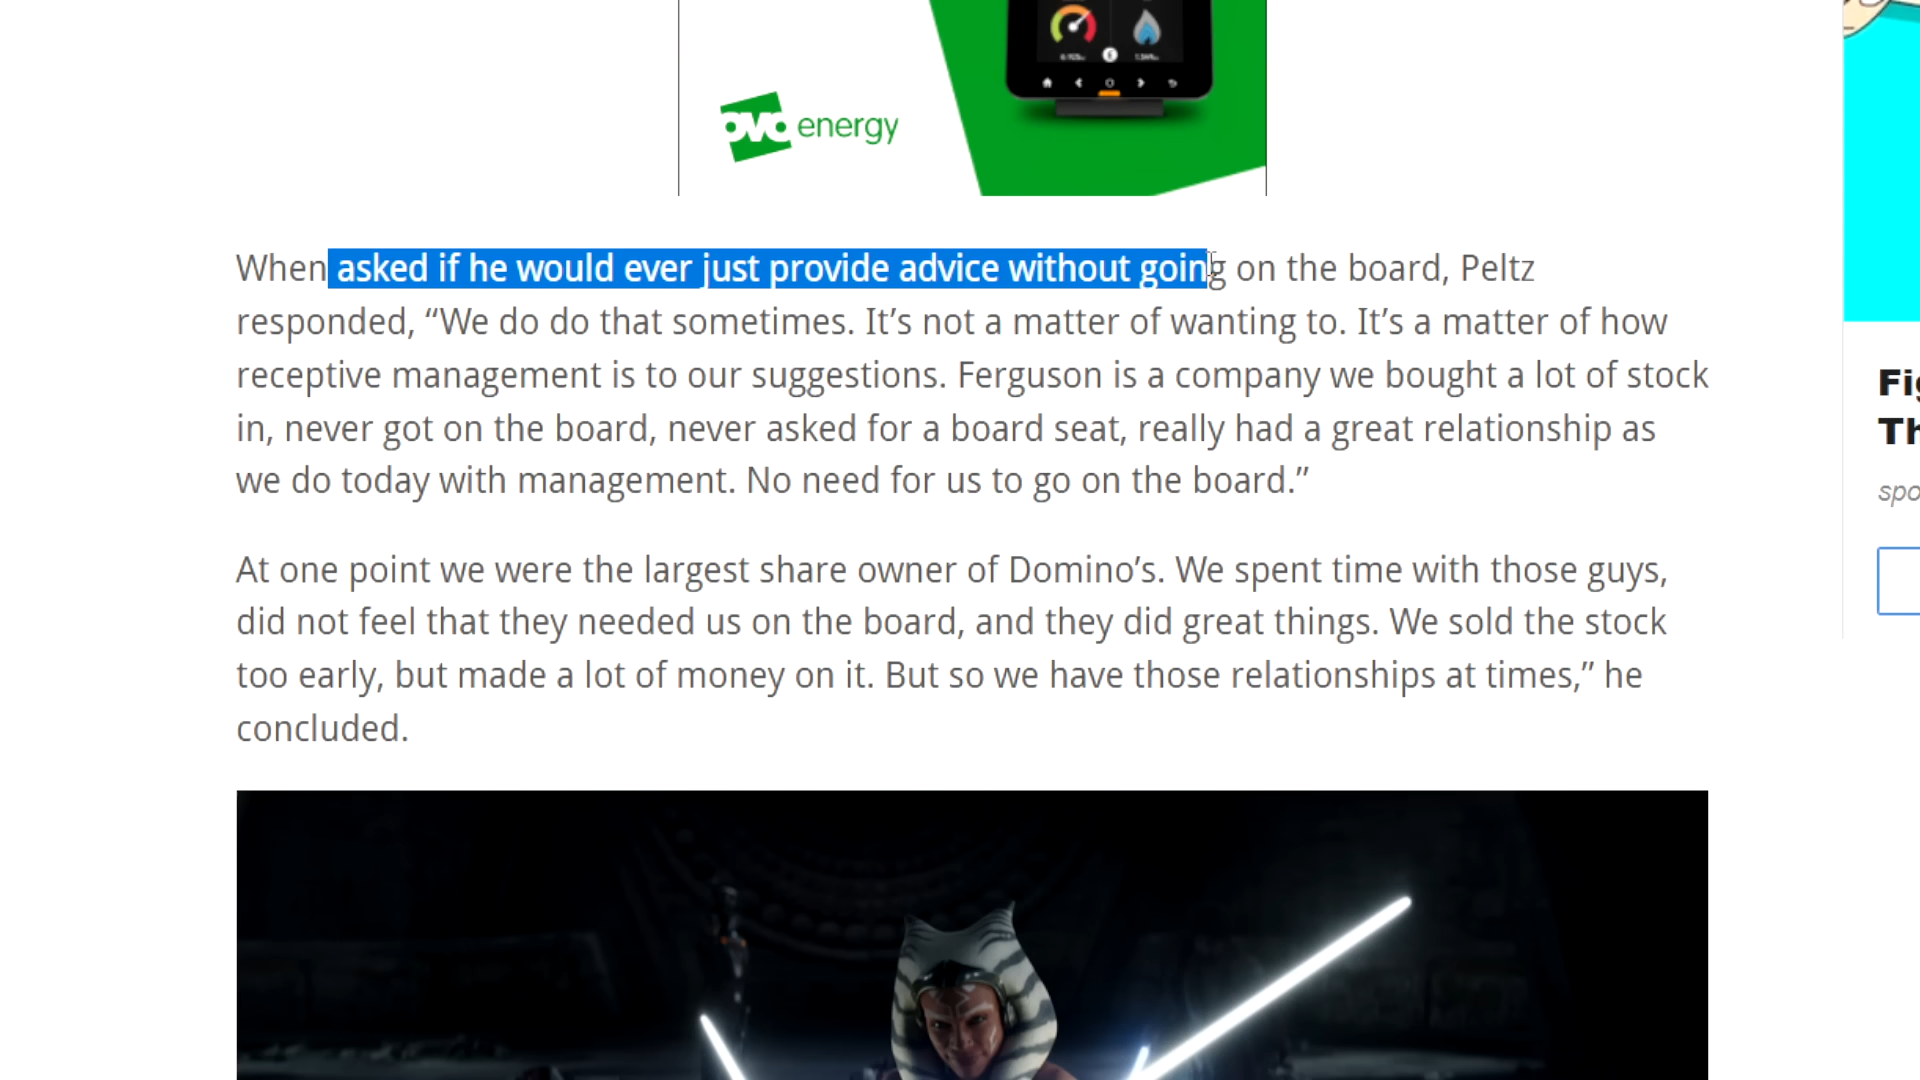 ovo energy
When asked if he would ever just provide advice without going on the board, Peltz
responded, “We do do that sometimes. It’s not a matter of wanting to. It’s a matter of how
receptive management is to our suggestions. Ferguson is a company we bought a lot of stock
in, never got on the board, never asked for a board seat, really had a great relationship as
we do today with management. No need for us to go on the board.”
At one point we were the largest share owner of Domino’s. We spent time with those guys,
did not feel that they needed us on the board, and they did great things. We sold the stock
too early, but made a lot of money on it. But so we have those relationships at times,” he
concluded.
Fig
Th
spo